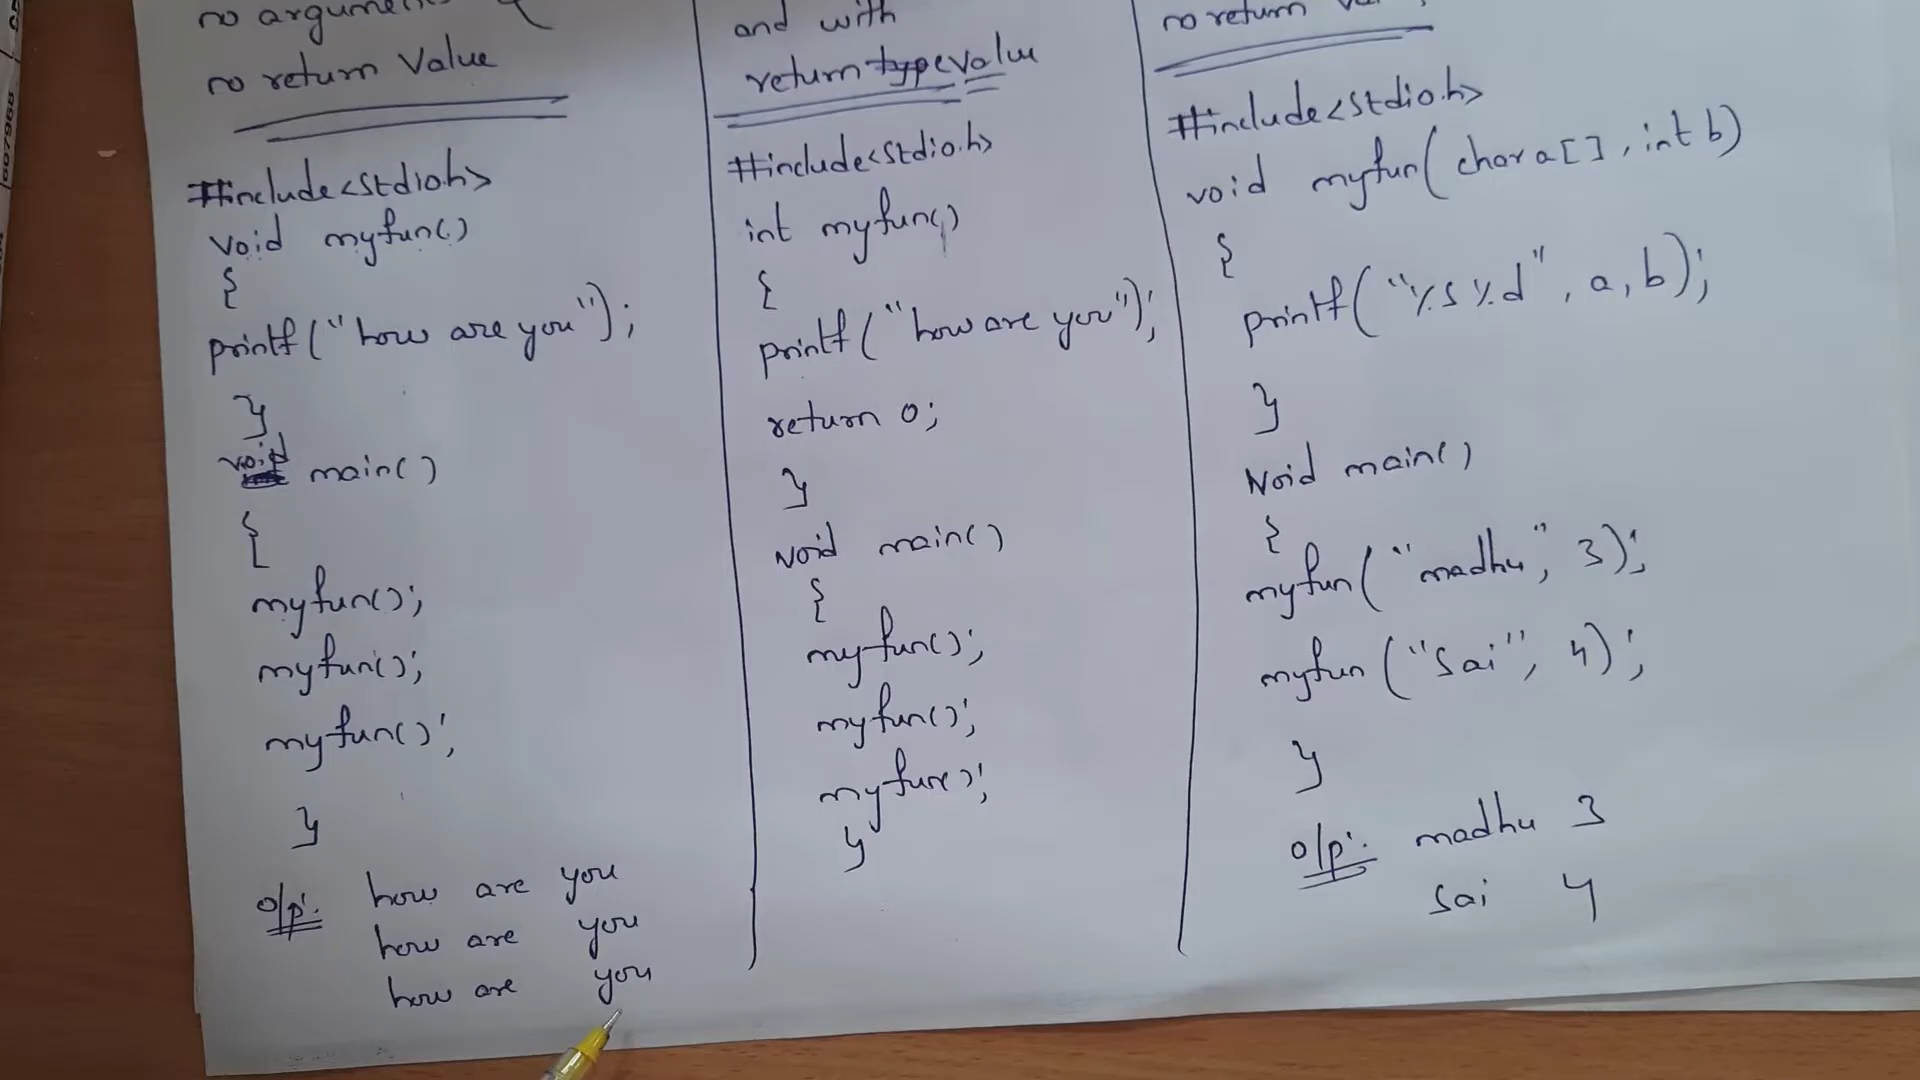 no argument
no return Value
#include<stdio.h>
void myfun()
{
printf("how are you");
}
void main()
{
myfun();
myfun();
myfun();
}
o/p:. how are you
how are you
how are you
and with
return type value
#include<stdio.h>
int myfun()
{
printf("how are you");
return 0;
}
void main()
{
myfun();
myfun();
myfun();
}
no return
#include<stdio.h>
void myfun(char a[], int b)
{
printf("%s %d", a, b);
}
void main()
{
myfun("madhu", 3);
myfun("Sai", 4);
}
o/p:. madhu 3
Sai 4